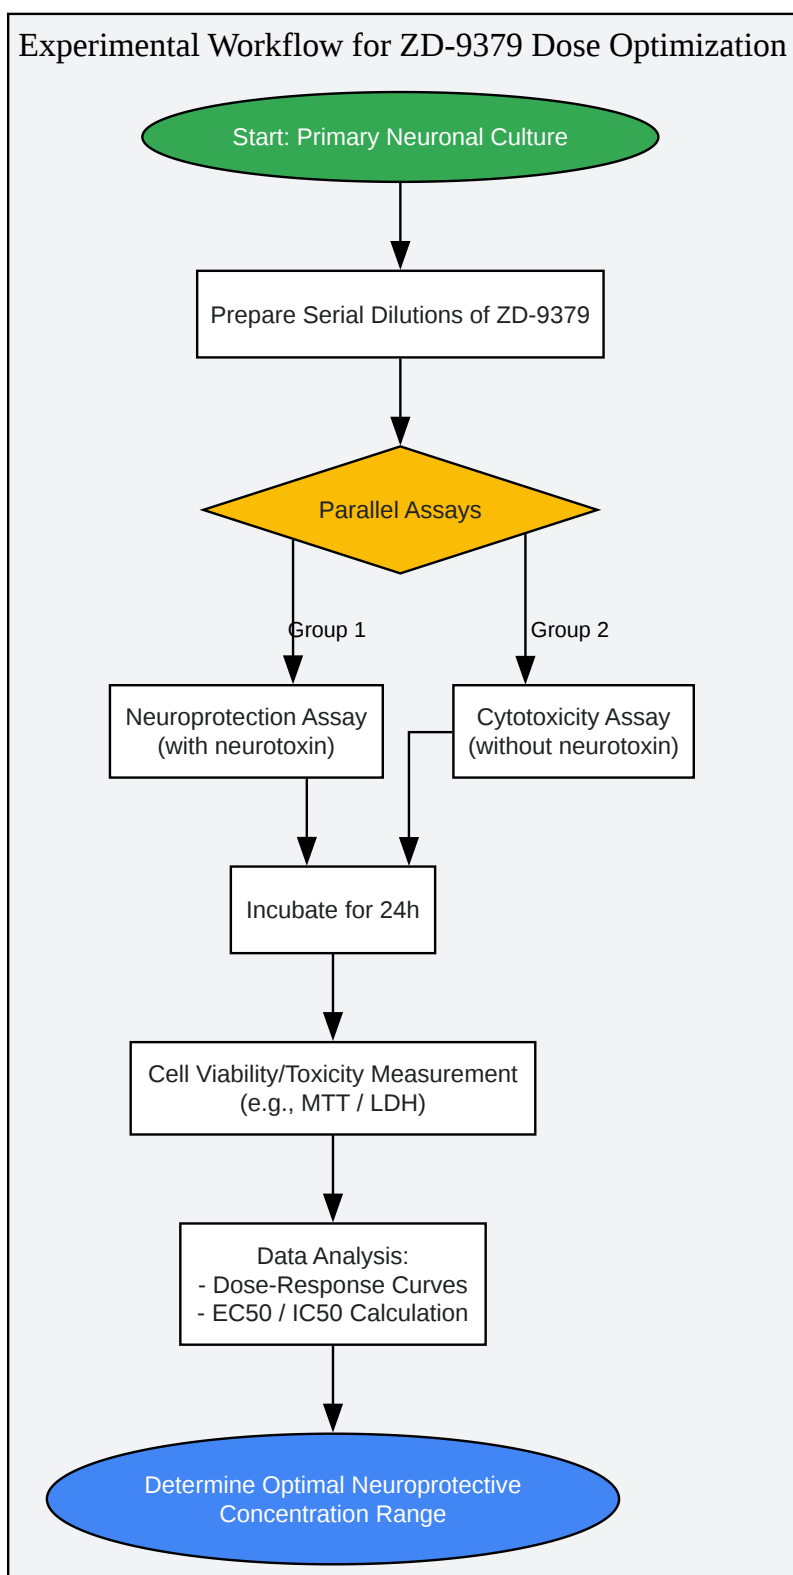 Experimental Workflow for ZD-9379 Dose Optimization
Start: Primary Neuronal Culture
Prepare Serial Dilutions of ZD-9379
Parallel Assays
Group 1
Group 2
Neuroprotection Assay
(with neurotoxin)
Cytotoxicity Assay
(without neurotoxin)
Incubate for 24h
Cell Viability/Toxicity Measurement
(e.g., MTT / LDH)
Data Analysis:
- Dose-Response Curves
- EC50 / IC50 Calculation
Determine Optimal Neuroprotective
Concentration Range